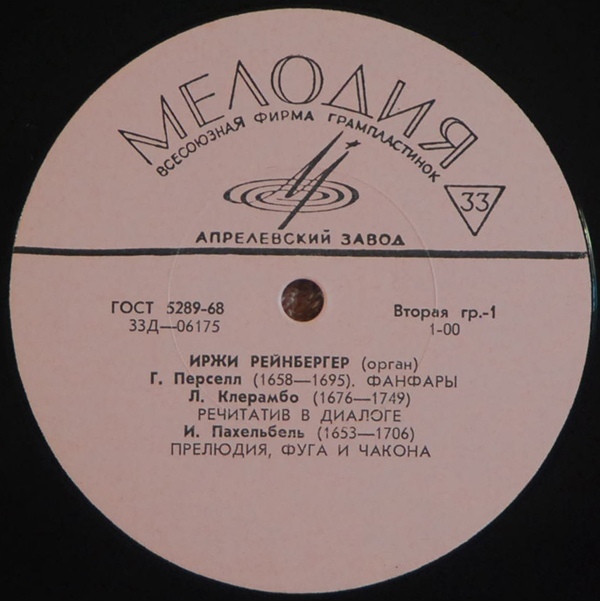 МЕЛОДИЯ
ВСЕСОЮЗНАЯ ФИРМА ГРАМПЛАСТИНОК
33
АПРЕЛЕВСКИЙ ЗАВОД
ГОСТ 5289-68 Вторая гр.-1
33Д—06175 1-00
ИРЖИ РЕЙНБЕРГЕР (орган)
Г. Перселл (1658—1695). ФАНФАРЫ
Л. Клерамбо (1676—1749)
РЕЧИТАТИВ В ДИАЛОГЕ
И. Пахельбель (1653—1706)
ПРЕЛЮДИЯ, ФУГА И ЧАКОНА